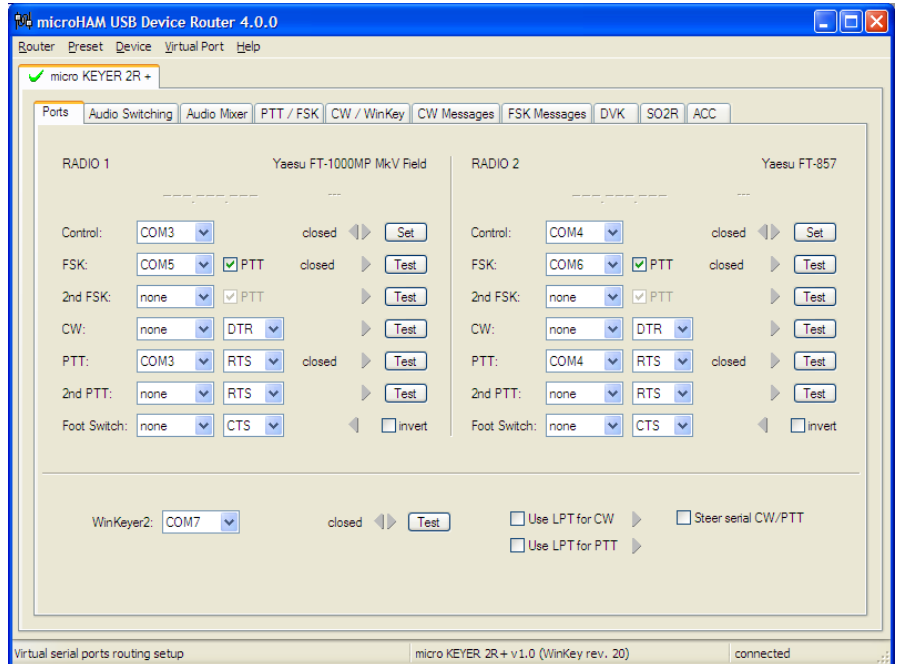 microHAM USB Device Router 4.0.0
Router Preset Device Virtual Port Help
micro KEYER 2R +
Ports Audio Switching Audio Mixer PTT / FSK CW / WinKey CW Messages FSK Messages DVK SO2R ACC
RADIO 1 Yaesu FT-1000MP MkV Field RADIO 2 Yaesu FT-857
---,---,--- --- ---,---,--- ---
Control: COM3 closed Set Control: COM4 closed Set
FSK: COM5 PTT closed Test FSK: COM6 PTT closed Test
2nd FSK: none PTT Test 2nd FSK: none PTT Test
CW: none DTR Test CW: none DTR Test
PTT: COM3 RTS closed Test PTT: COM4 RTS closed Test
2nd PTT: none RTS Test 2nd PTT: none RTS Test
Foot Switch: none CTS invert Foot Switch: none CTS invert
WinKeyer2: COM7 closed Test Use LPT for CW Steer serial CW/PTT
Use LPT for PTT
Virtual serial ports routing setup micro KEYER 2R+ v1.0 (WinKey rev. 20) connected